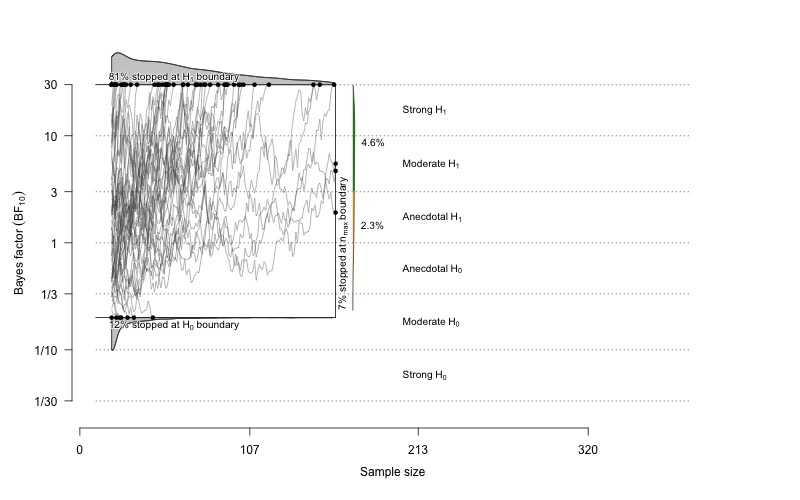 81% stopped at H1 boundary
30
Strong H1
10
4.6%
Moderate H1
3
Anecdotal H1
2.3%
1
Anecdotal H0
7% stopped at nmax boundary
1/3
12% stopped at H0 boundary
Moderate H0
1/10
Strong H0
1/30
Bayes factor (BF10)
0
107
213
320
Sample size